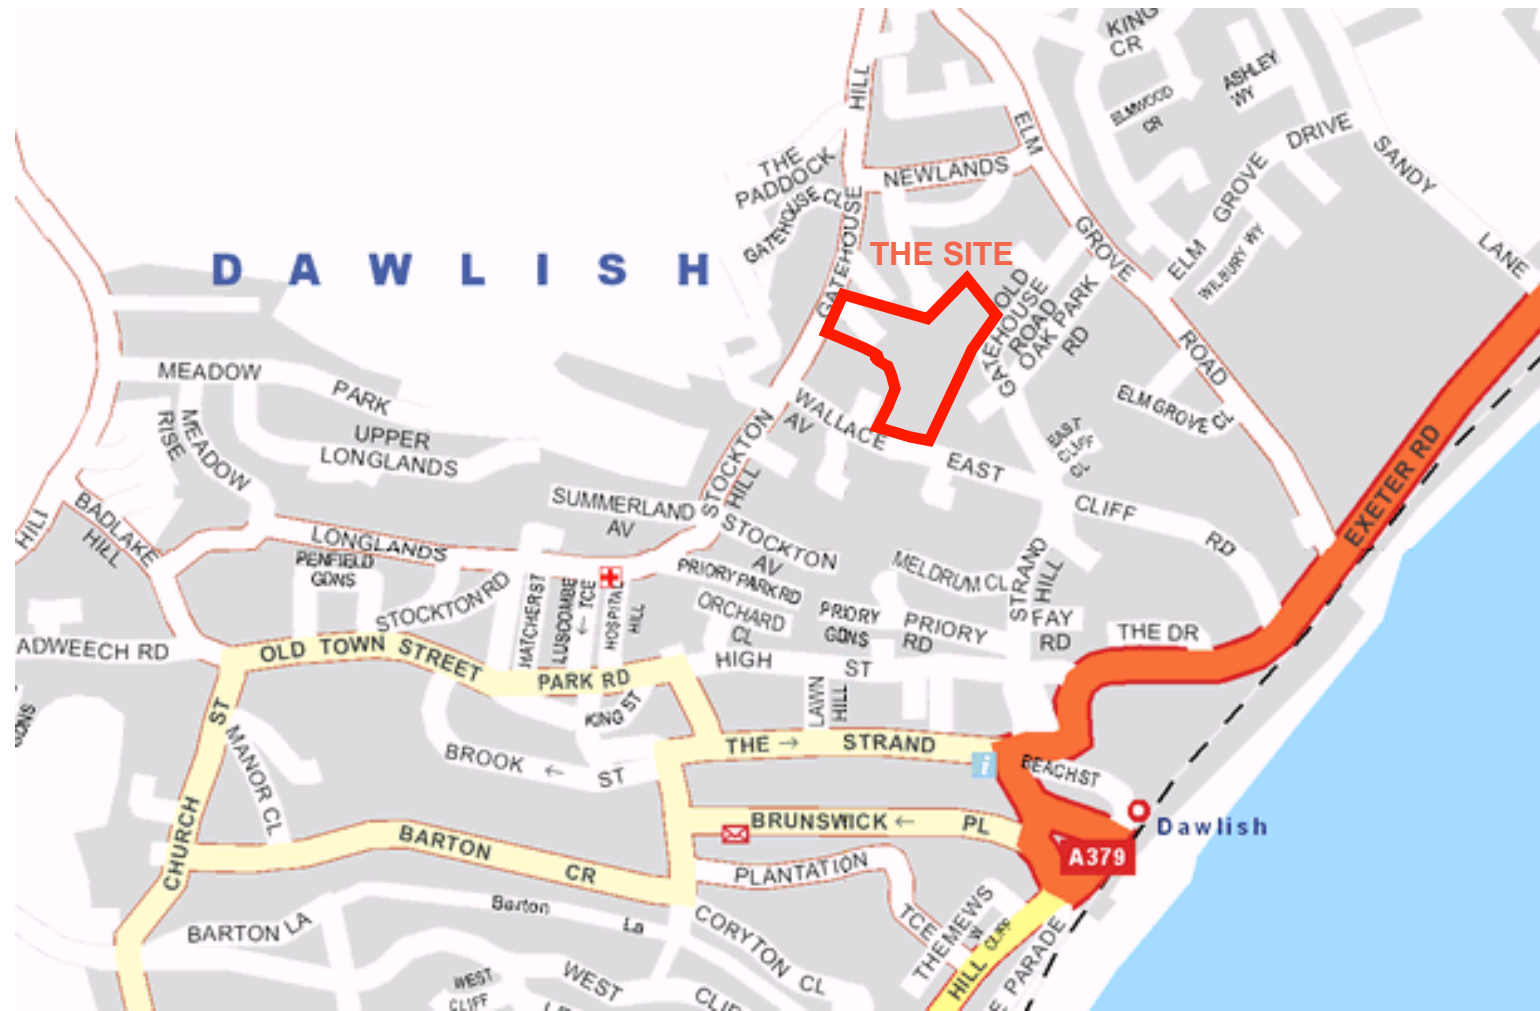 KING
CR
ASHLEY
WY
ELMWOOD
CR
HILL
ELM
DRIVE
SANDY
LANE
THE
PADDOCK
NEWLANDS
GATEHOUSE CL
GATEHOUSE
GROVE
ELM GROVE
WILBURY WY
DAWLISH
THE SITE
OLD
GATEHOUSE
ROAD
OAK PARK
RD
ROAD
MEADOW
PARK
UPPER
LONGLANDS
MEADOW
RISE
WALLACE
AV
ELM GROVE CL
EAST
CLIFF
CL
EAST
CLIFF
RD
EXETER RD
STOCKTON
HILL
SUMMERLAND
AV
STOCKTON
AV
BADLAKE
HILL
HILL
LONGLANDS
PENFIELD
GDNS
STOCKTON RD
HATCHER ST
LUSCOMBE
← TCE
HOSPITAL
HILL
PRIORY PARK RD
ORCHARD
CL
PRIORY
GDNS
PRIORY
RD
MELDRUM CL
STRAND
HILL
FAY
RD
THE DR
ADWEECH RD
OLD TOWN STREET
PARK RD
HIGH
ST
KING ST
LAWN
HILL
GDNS
ST
MANOR CL
BROOK ← ST
THE → STRAND
i
BEACH ST
Dawlish
CHURCH
BARTON
CR
BRUNSWICK ← PL
A379
PLANTATION
TCE
THE MEWS
W
CLIFF
HILL
E PARADE
BARTON LA
Barton
La
CORYTON CL
WEST
CLIFF
WEST
CLIF